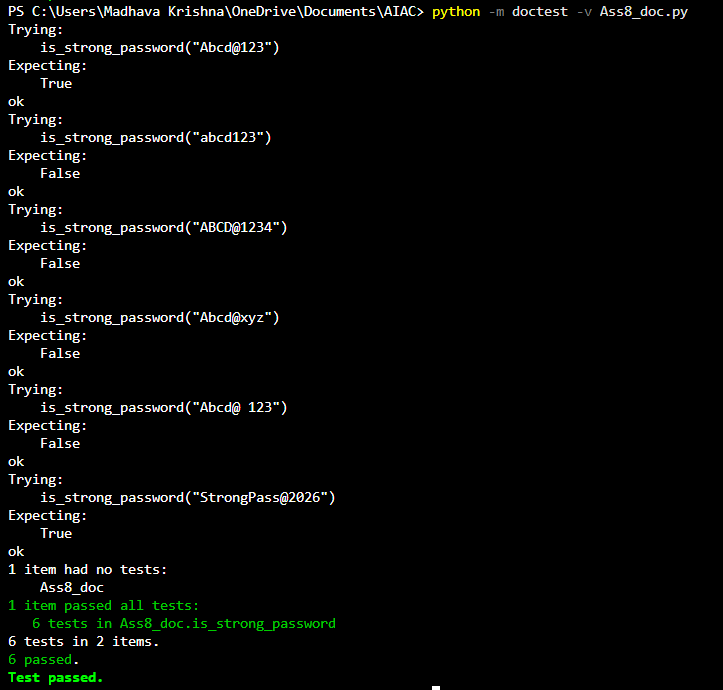 PS C:\Users\Madhava Krishna\OneDrive\Documents\AIAC> python -m doctest -v Ass8_doc.py
Trying:
    is_strong_password("Abcd@123")
Expecting:
    True
ok
Trying:
    is_strong_password("abcd123")
Expecting:
    False
ok
Trying:
    is_strong_password("ABCD@1234")
Expecting:
    False
ok
Trying:
    is_strong_password("Abcd@xyz")
Expecting:
    False
ok
Trying:
    is_strong_password("Abcd@ 123")
Expecting:
    False
ok
Trying:
    is_strong_password("StrongPass@2026")
Expecting:
    True
ok
1 item had no tests:
    Ass8_doc
1 item passed all tests:
   6 tests in Ass8_doc.is_strong_password
6 tests in 2 items.
6 passed.
Test passed.